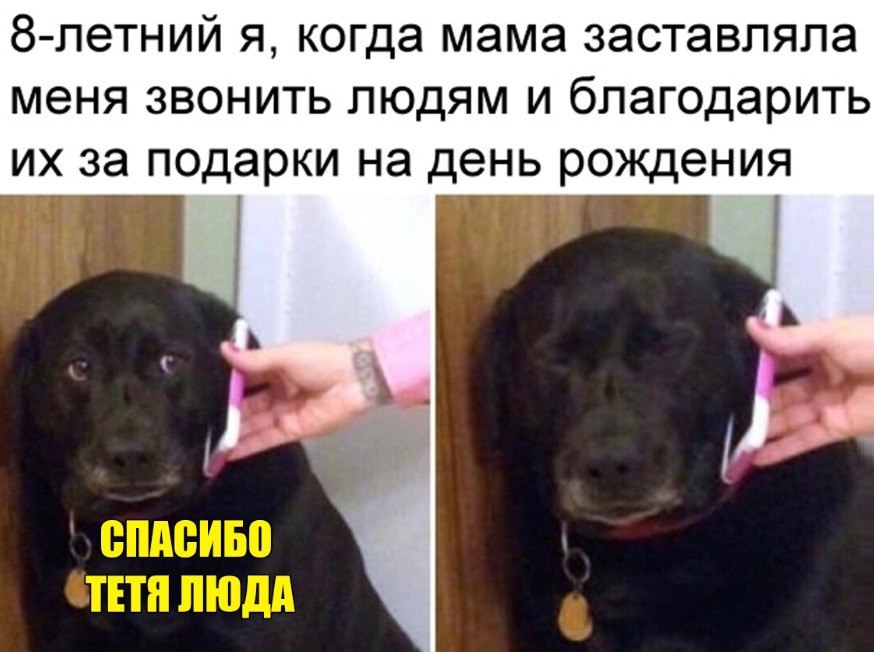 8-летний я, когда мама заставляла
меня звонить людям и благодарить
их за подарки на день рождения
СПАСИБО
ТЕТЯ ЛЮДА